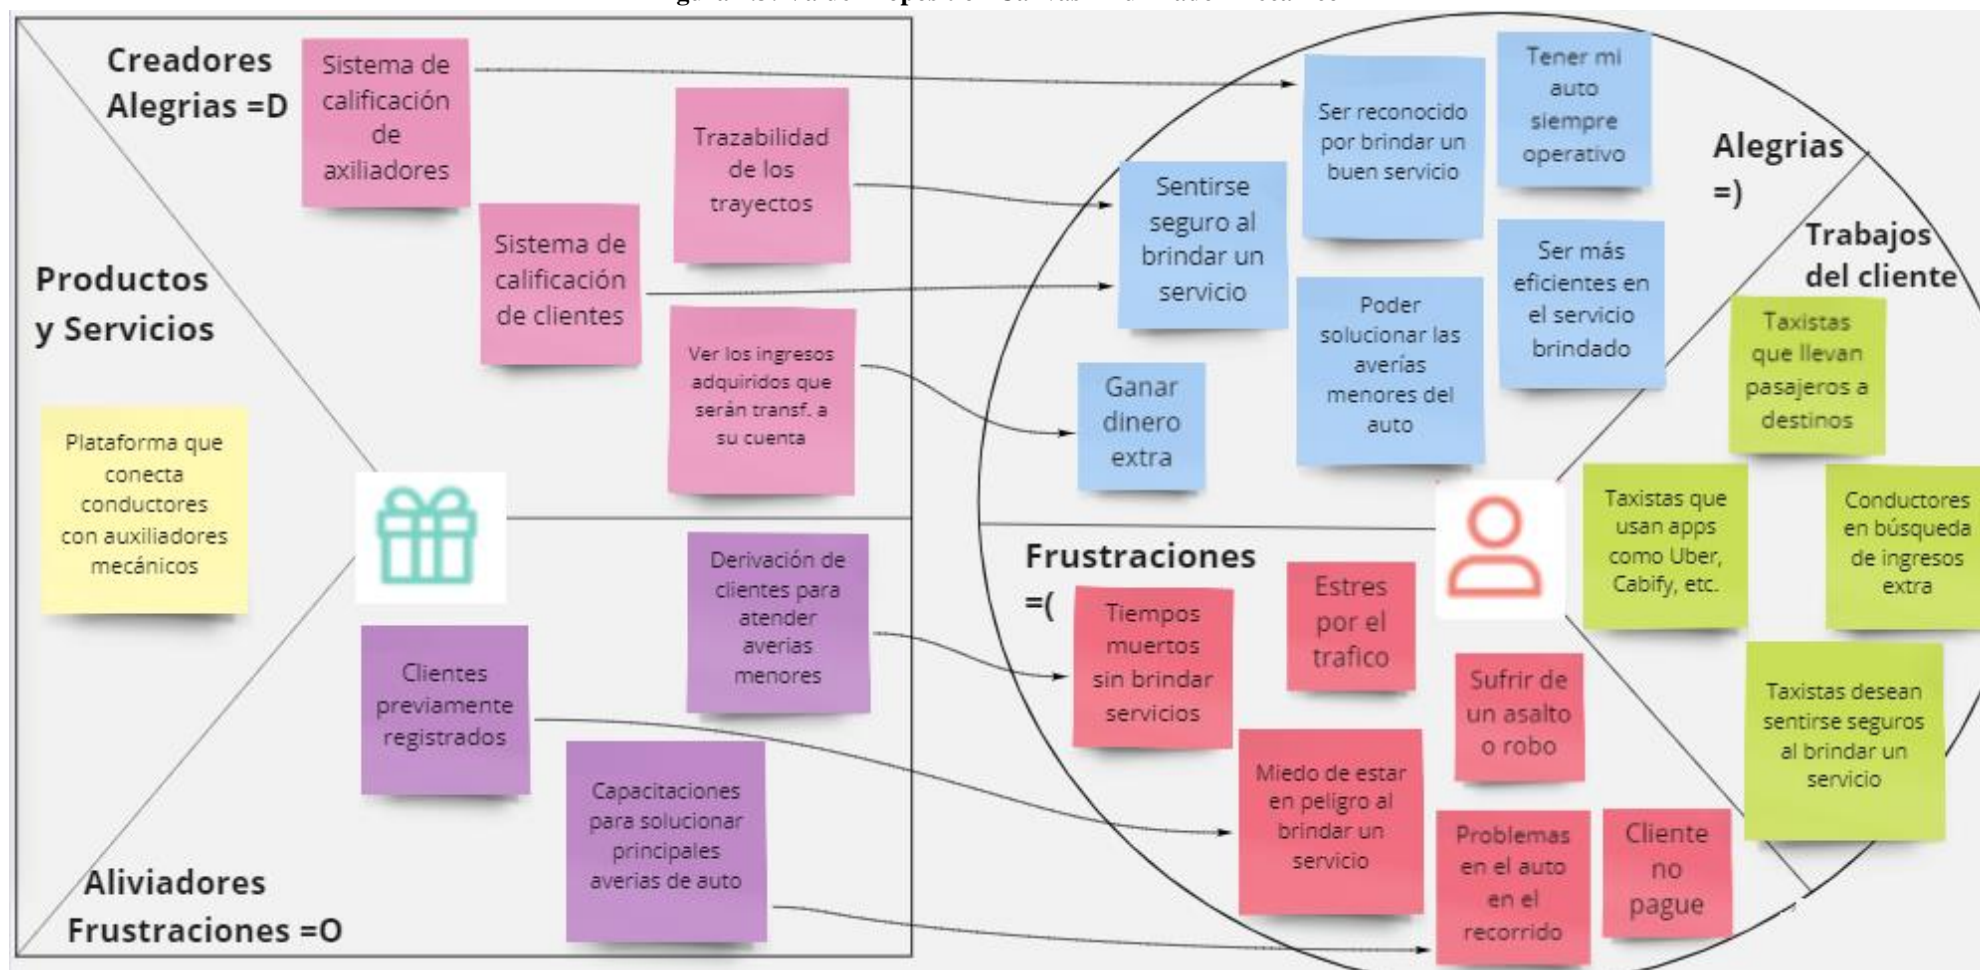 Creadores
Alegrias =D
Sistema de
calificación
de
axiliadores
Trazabilidad
de los
trayectos
Sistema de
calificación
de clientes
Ver los ingresos
adquiridos que
serán transf. a
su cuenta
Productos
y Servicios
Plataforma que
conecta
conductores
con auxiliadores
mecánicos
Derivación de
clientes para
atender
averias
menores
Clientes
previamente
registrados
Capacitaciones
para solucionar
principales
averias de auto
Aliviadores
Frustraciones =O
Ser reconocido
por brindar un
buen servicio
Tener mi
auto
siempre
operativo
Alegrias
=)
Sentirse
seguro al
brindar un
servicio
Ser más
eficientes en
el servicio
brindado
Poder
solucionar las
averías
menores del
auto
Ganar
dinero
extra
Trabajos
del cliente
Taxistas
que llevan
pasajeros a
destinos
Taxistas que
usan apps
como Uber,
Cabify, etc.
Conductores
en búsqueda
de ingresos
extra
Taxistas desean
sentirse seguros
al brindar un
servicio
Frustraciones
=(
Tiempos
muertos
sin brindar
servicios
Estres
por el
trafico
Sufrir de
un asalto
o robo
Miedo de estar
en peligro al
brindar un
servicio
Problemas
en el auto
en el
recorrido
Cliente
no
pague